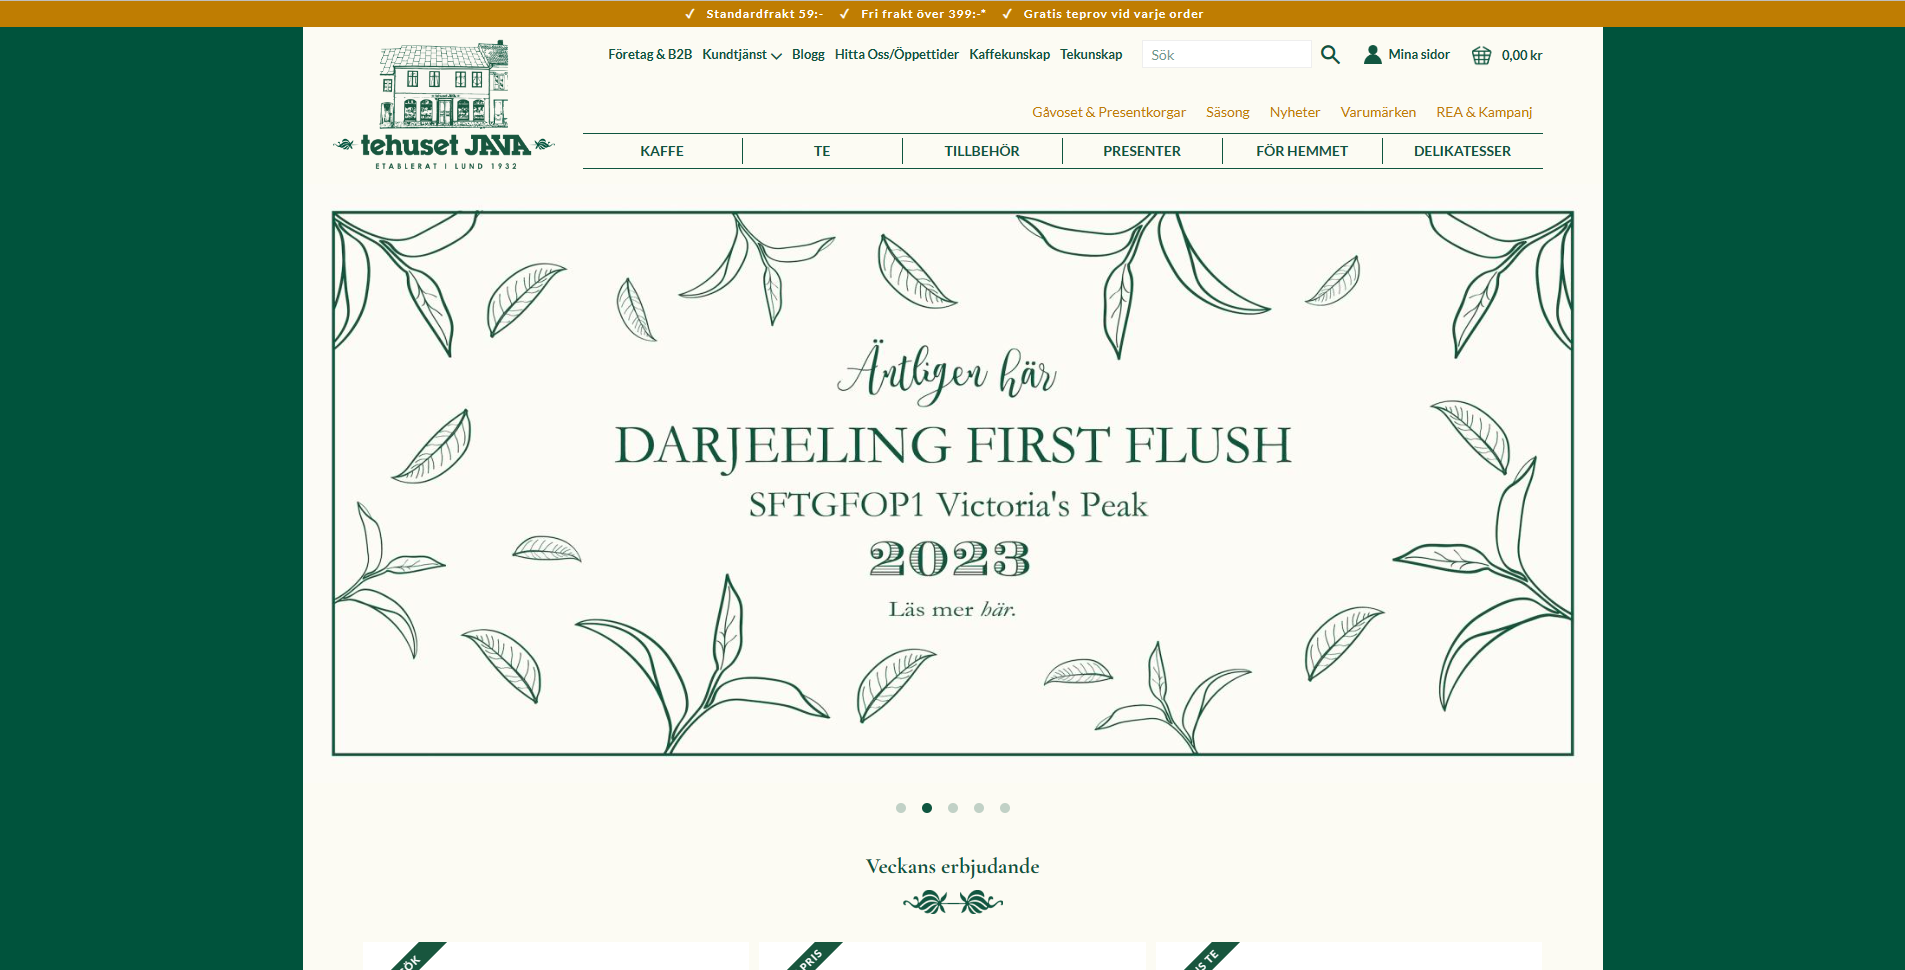 ✓ Standardfrakt 59:- ✓ Fri frakt över 399:-* ✓ Gratis teprov vid varje order
Företag & B2B Kundtjänst Blogg Hitta Oss/Öppettider Kaffekunskap Tekunskap Sök Mina sidor 0,00 kr
Gåvoset & Presentkorgar Säsong Nyheter Varumärken REA & Kampanj
tehuset JAVA
ETABLERAT I LUND 1932
KAFFE TE TILLBEHÖR PRESENTER FÖR HEMMET DELIKATESSER
Äntligen här
DARJEELING FIRST FLUSH
SFTGFOP1 Victoria's Peak
2023
Läs mer här.
Veckans erbjudande
PRIS
TE